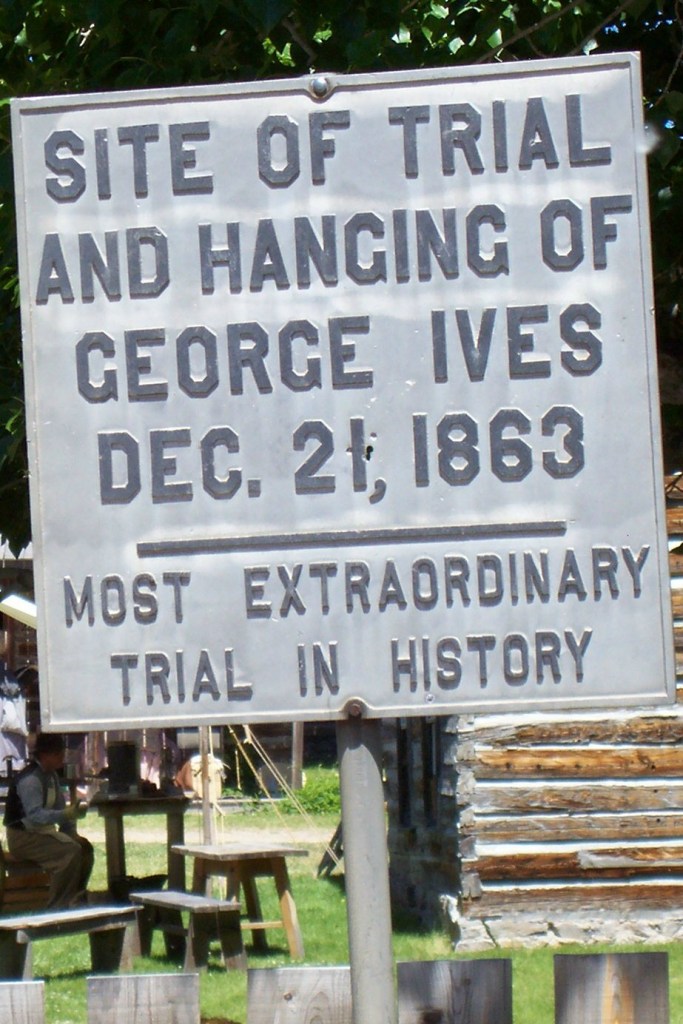 SITE OF TRIAL
AND HANGING OF
GEORGE IVES
DEC. 21, 1863
MOST EXTRAORDINARY
TRIAL IN HISTORY